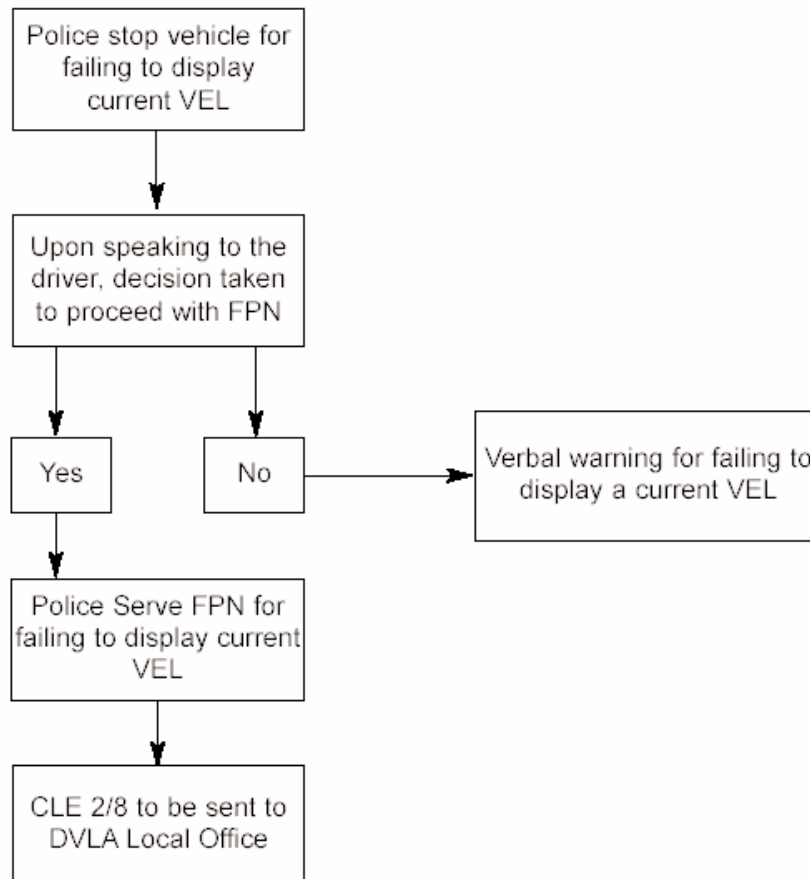 Police stop vehicle for
failing to display
current VEL
Upon speaking to the
driver, decision taken
to proceed with FPN
Yes
No
Verbal warning for failing to
display a current VEL
Police Serve FPN for
failing to display current
VEL
CLE 2/8 to be sent to
DVLA Local Office